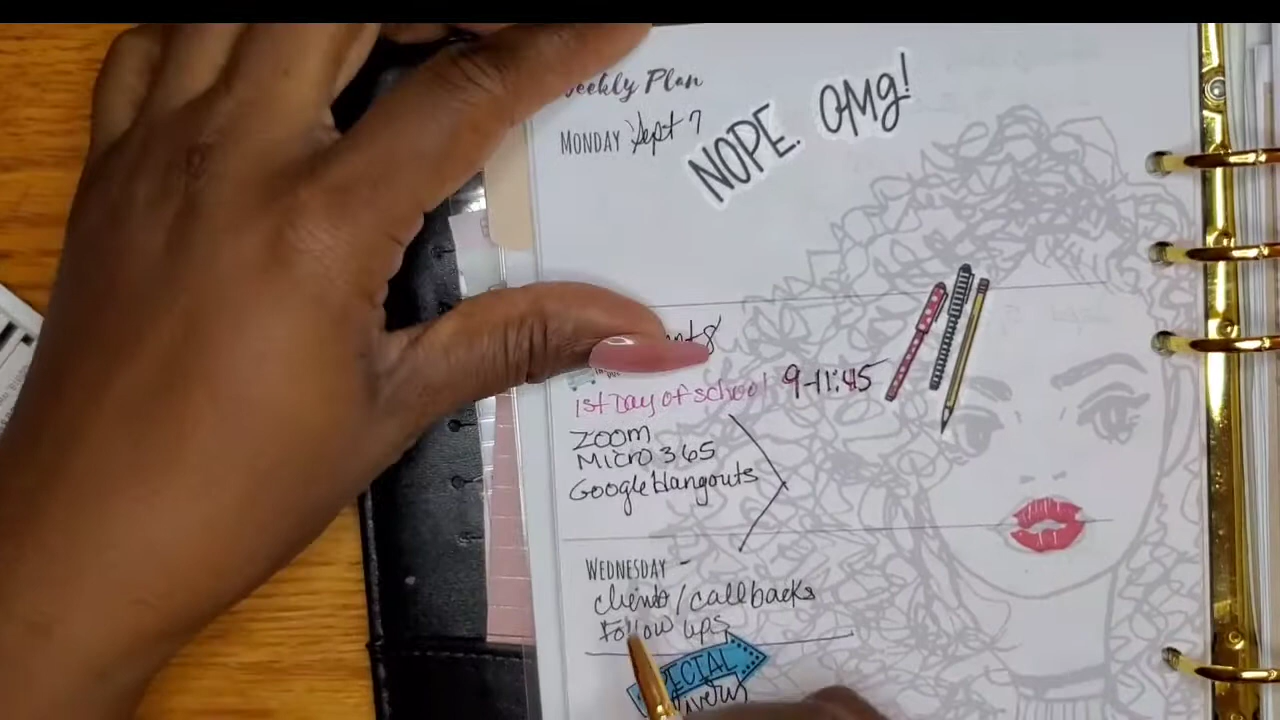 Weekly Plan
MONDAY Sept 7
NOPE. OMG!
1st Day of school 9-11:45
ZOOM
Micro 365
Google Hangouts
WEDNESDAY -
clients / callbacks
Follow ups
SPECIAL